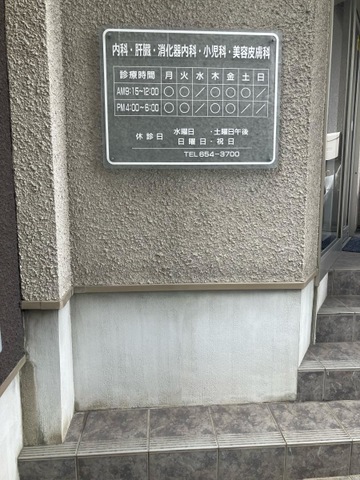 内科・肝臓・消化器内科・小児科・美容皮膚科
診療時間 月 火 水 木 金 土 日
AM9:15~12:00 ○ ○ ／ ○ ○ ○ ／
PM4:00~6:00 ○ ○ ／ ○ ○ ○ ／
休診日 水曜日 ・土曜日午後
日曜日・祝日
TEL 654-3700